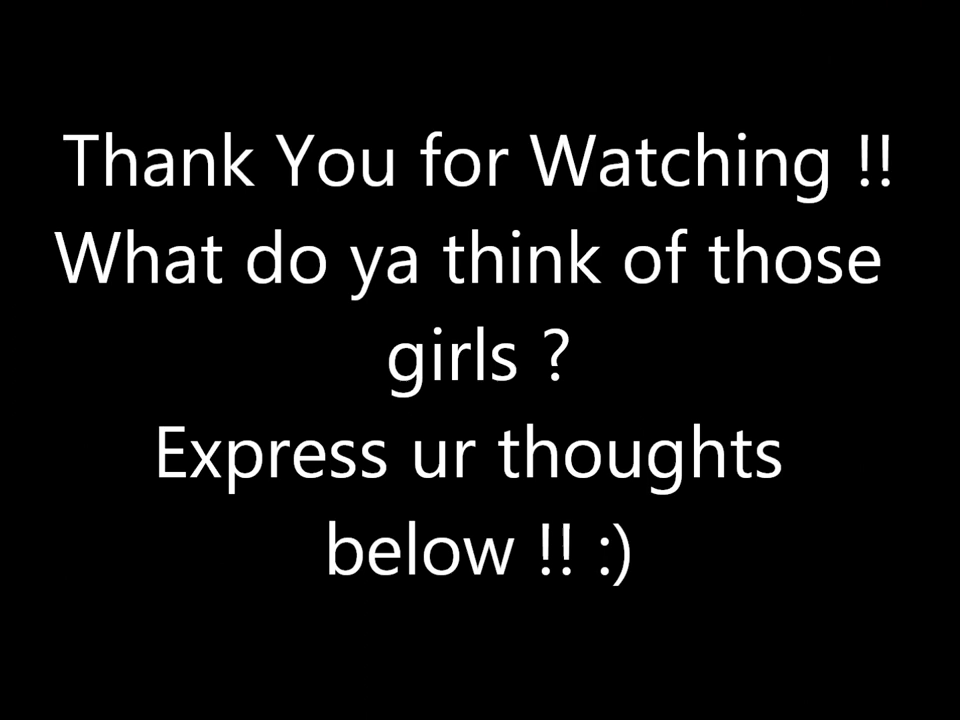 Thank You for Watching !!
What do ya think of those
girls ?
Express ur thoughts
below !! :)